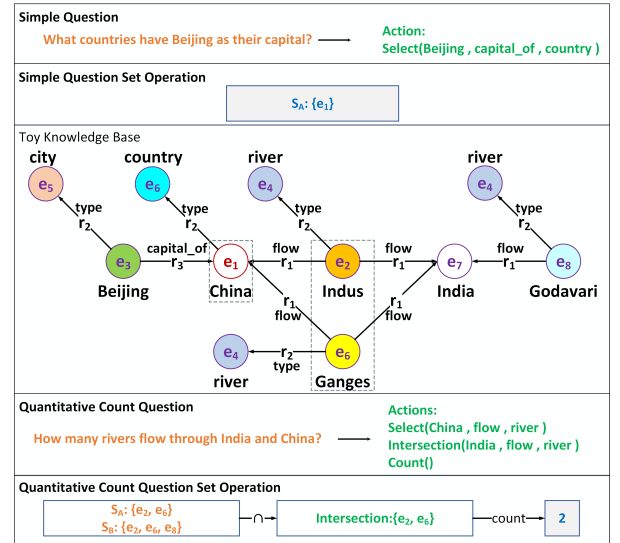 Simple Question
What countries have Beijing as their capital?
Action:
Select(Beijing , capital_of , country )
Simple Question Set Operation
S_A: {e₁}
Toy Knowledge Base
city
country
river
river
e₅
e₆
e₄
e₄
type
r₂
type
r₂
type
r₂
type
r₂
e₃
capital_of
r₃
e₁
flow
r₁
e₂
flow
r₁
e₇
flow
r₁
e₈
Beijing
China
Indus
India
Godavari
r₁
flow
r₁
flow
e₄
r₂
type
e₆
river
Ganges
Quantitative Count Question
How many rivers flow through India and China?
Actions:
Select(China , flow , river )
Intersection(India , flow , river )
Count()
Quantitative Count Question Set Operation
S_A: {e₂, e₆}
S_B: {e₂, e₆, e₈}
∩
Intersection:{e₂, e₆}
count
2